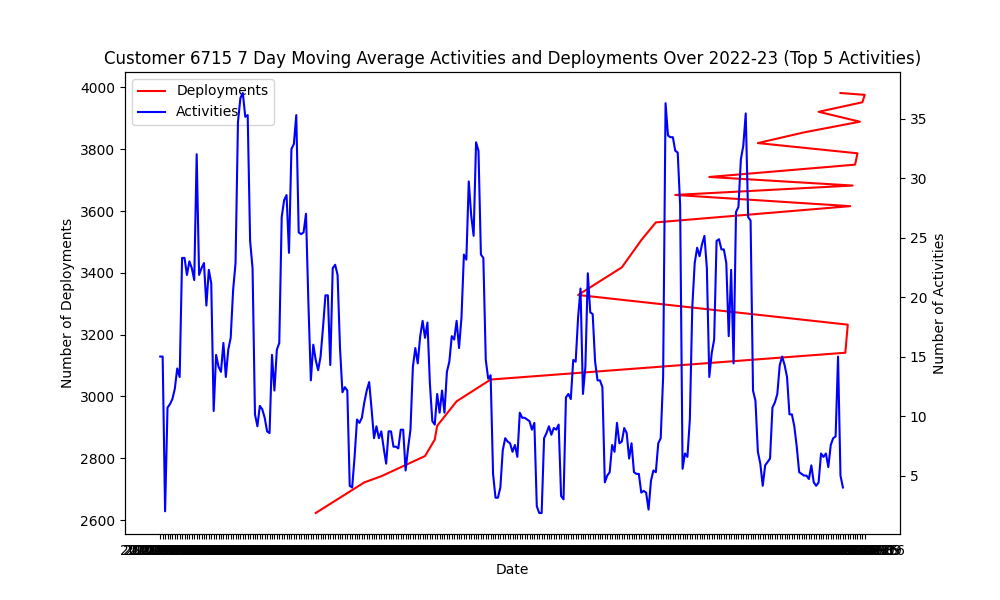 Customer 6715 7 Day Moving Average Activities and Deployments Over 2022-23 (Top 5 Activities)
Deployments
Activities
4000
3800
3600
3400
3200
3000
2800
2600
Number of Deployments
35
30
25
20
15
10
5
Number of Activities
Date